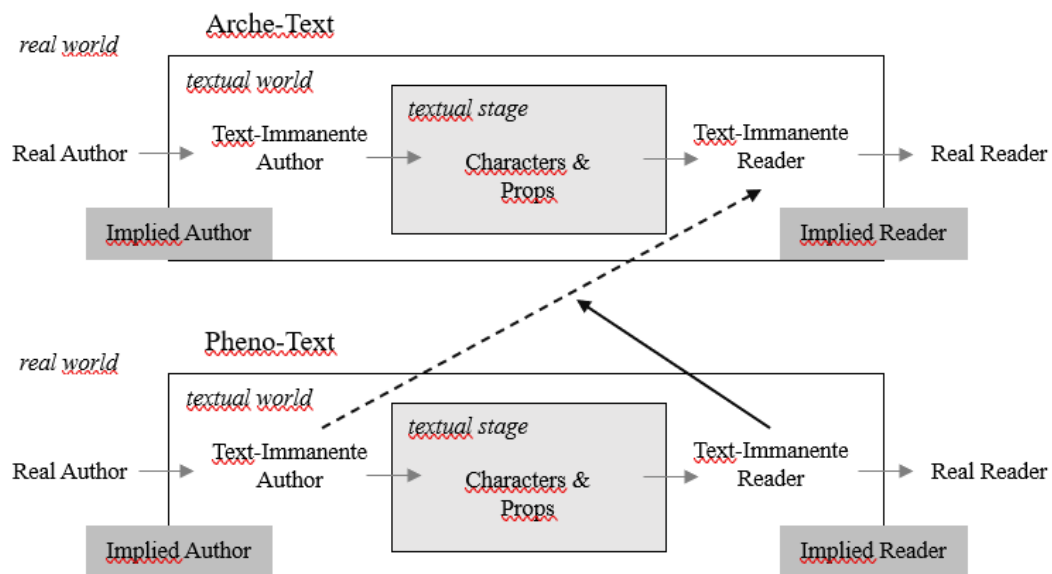 Arche-Text
real world
textual world
textual stage
Text-Immanente
Author
Text-Immanente
Reader
Real Author
Characters &
Props
Real Reader
Implied Author
Implied Reader
Pheno-Text
real world
textual world
textual stage
Text-Immanente
Author
Text-Immanente
Reader
Real Author
Characters &
Props
Real Reader
Implied Author
Implied Reader